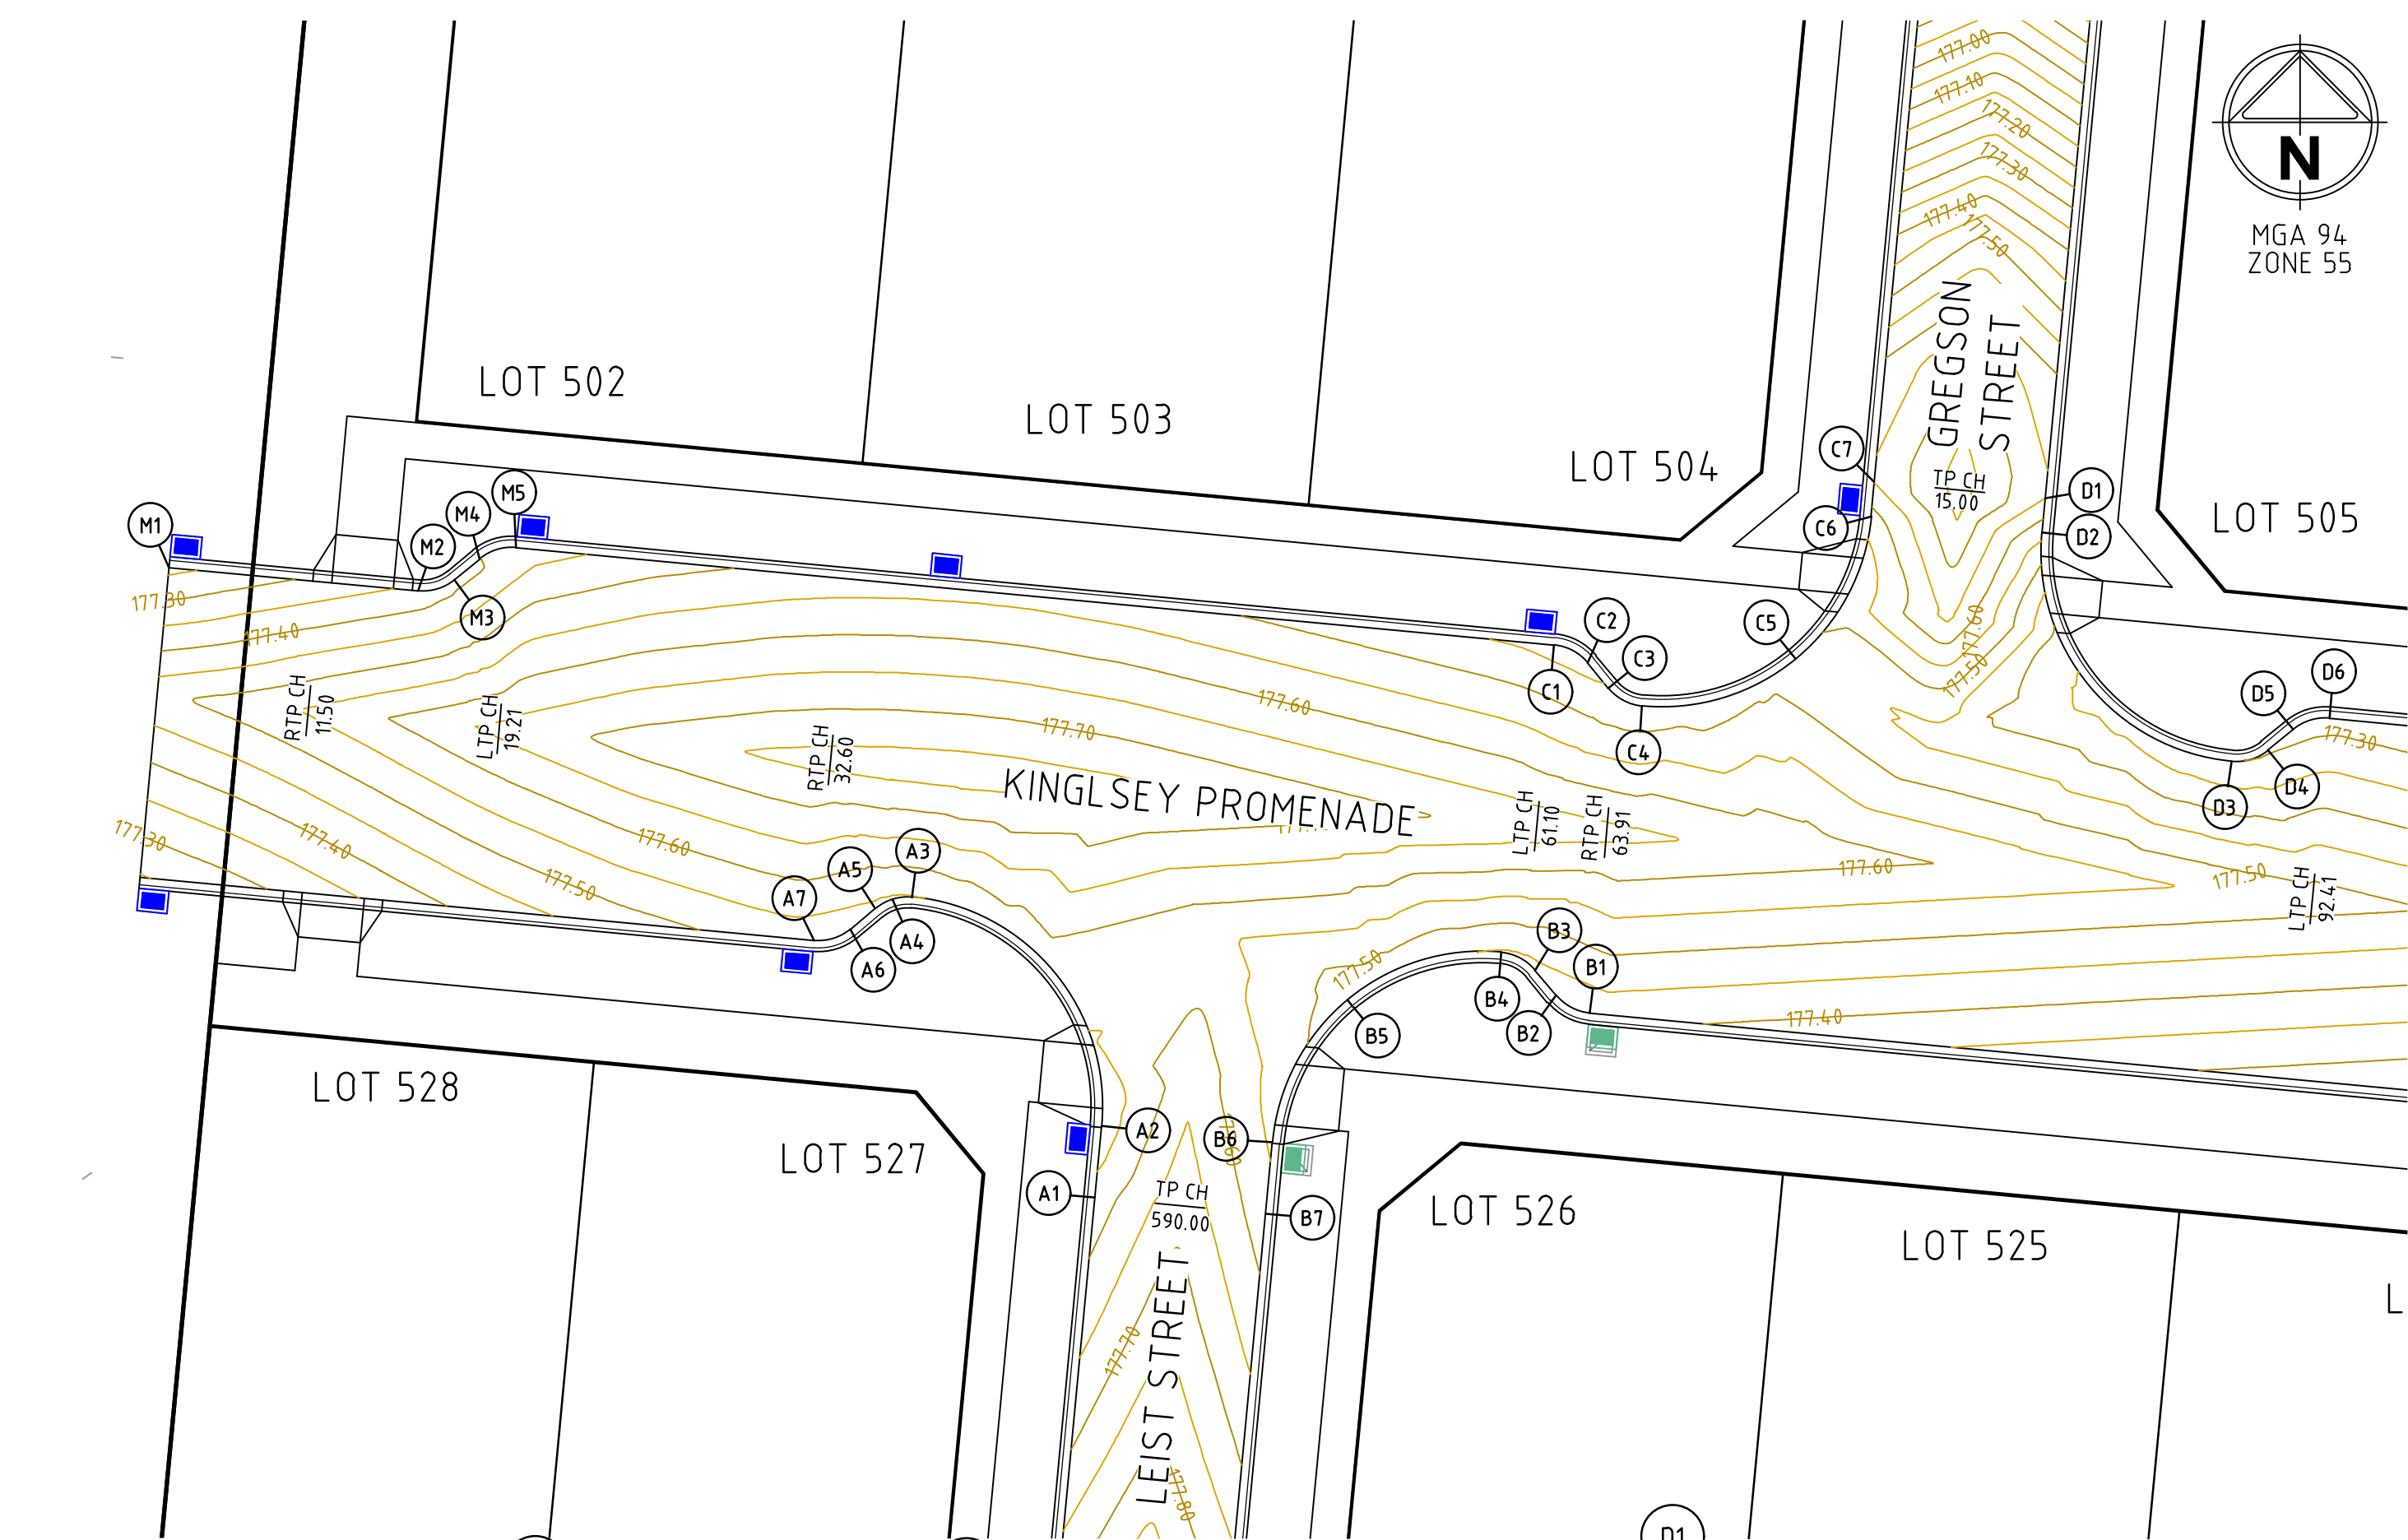 177.00
177.10
177.20
177.30
177.40
177.50
N
MGA 94
ZONE 55
GREGSON
STREET
LOT 502
LOT 503
LOT 504
LOT 505
C7
TP CH
15.00
D1
C6
D2
M1
M2
M3
M4
M5
177.30
177.40
C1
C2
C3
C4
C5
177.60
177.50
D3
D4
D5
D6
177.30
RTP CH
11.50
LTP CH
19.21
RTP CH
32.60
177.70
177.60
KINGLSEY PROMENADE
LTP CH
61.10
RTP CH
63.91
177.60
177.50
LTP CH
92.41
177.30
177.40
177.50
177.60
A7
A5
A3
A4
A6
B3
B1
B4
B2
B5
177.50
177.40
LOT 528
LOT 527
A2
A1
B6
B7
TP CH
590.00
LOT 526
LOT 525
L
LEIST STREET
177.70
177.80
D1